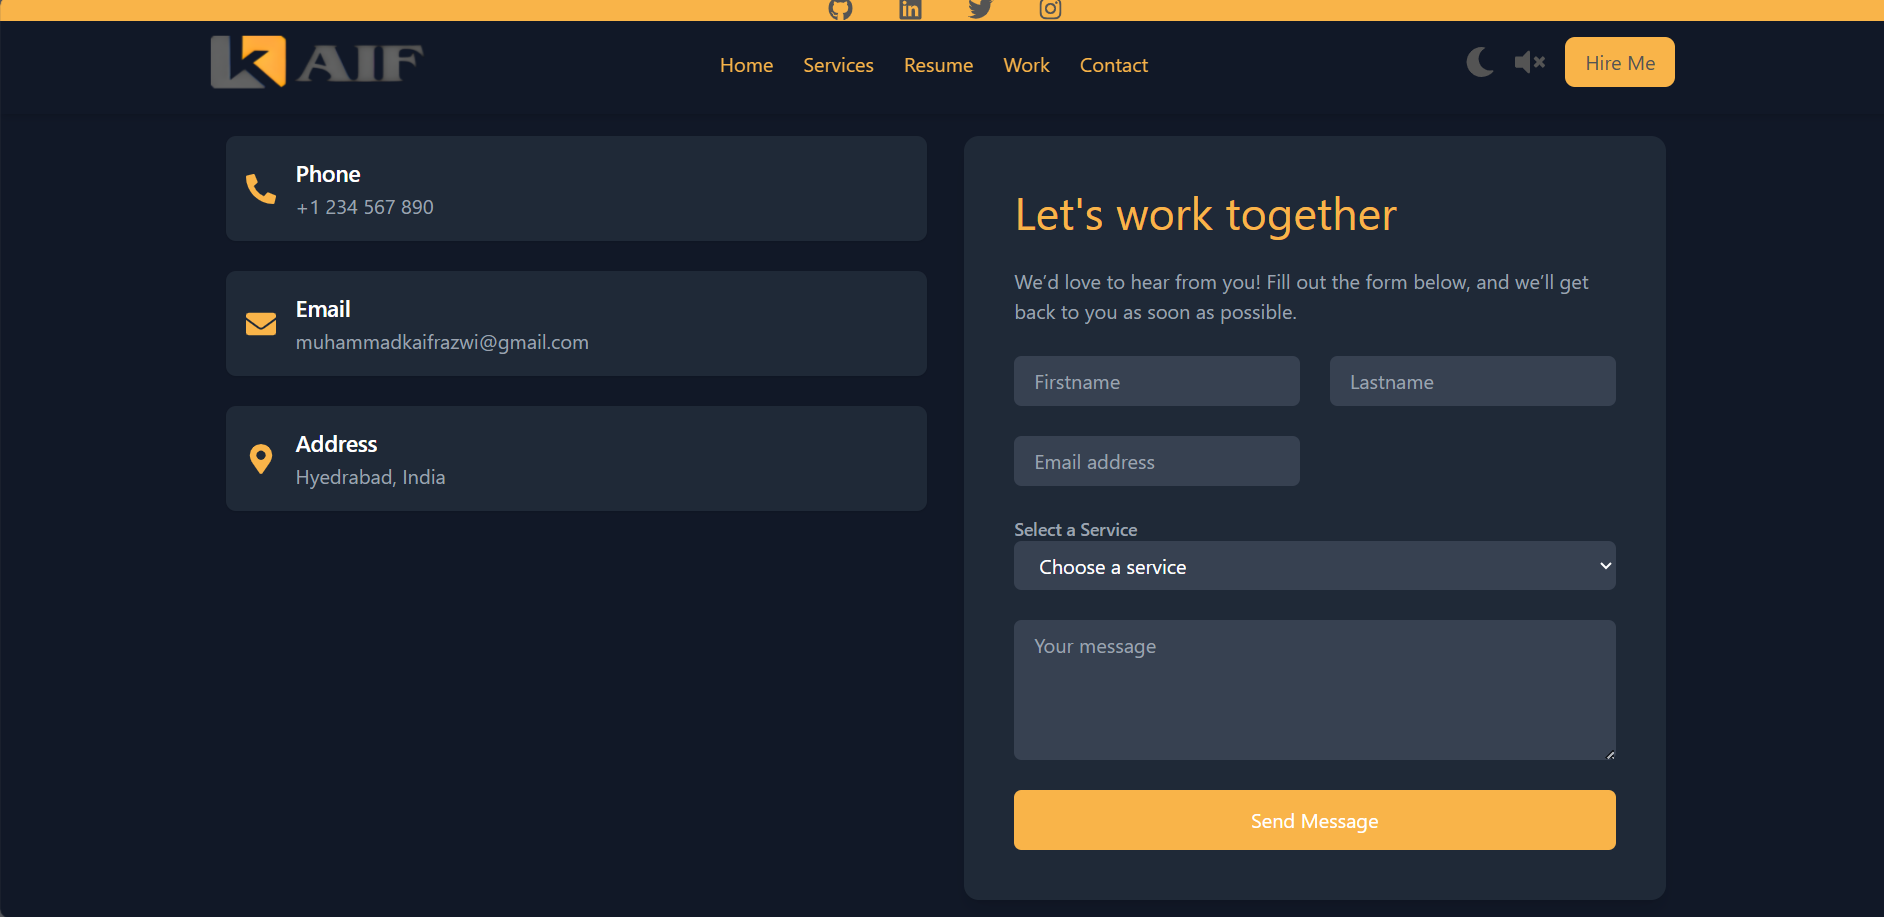 K AIF
Home Services Resume Work Contact
Hire Me
Phone
+1 234 567 890
Email
muhammadkaifrazwi@gmail.com
Address
Hyedrabad, India
Let's work together
We’d love to hear from you! Fill out the form below, and we’ll get
back to you as soon as possible.
Firstname
Lastname
Email address
Select a Service
Choose a service
Your message
Send Message